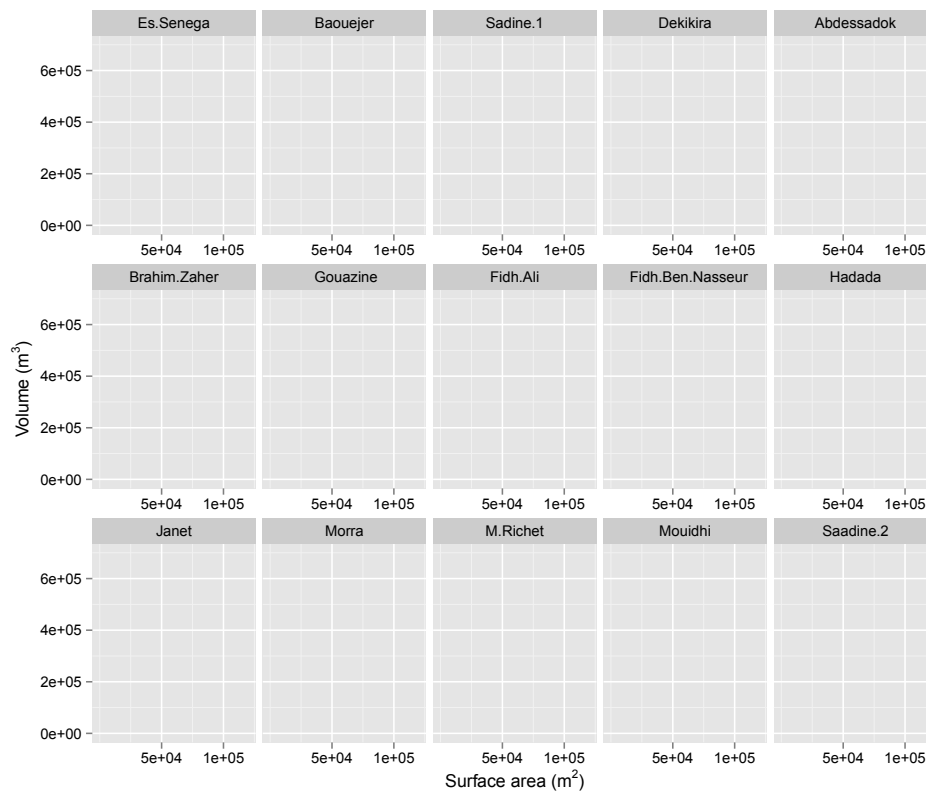 Es.Senega Baouejer Sadine.1 Dekikira Abdessadok
6e+05
4e+05
2e+05
0e+00
5e+04 1e+05 5e+04 1e+05 5e+04 1e+05 5e+04 1e+05 5e+04 1e+05
Brahim.Zaher Gouazine Fidh.Ali Fidh.Ben.Nasseur Hadada
6e+05
Volume (m³)
4e+05
2e+05
0e+00
5e+04 1e+05 5e+04 1e+05 5e+04 1e+05 5e+04 1e+05 5e+04 1e+05
Janet Morra M.Richet Mouidhi Saadine.2
6e+05
4e+05
2e+05
0e+00
5e+04 1e+05 5e+04 1e+05 5e+04 1e+05 5e+04 1e+05 5e+04 1e+05
Surface area (m²)